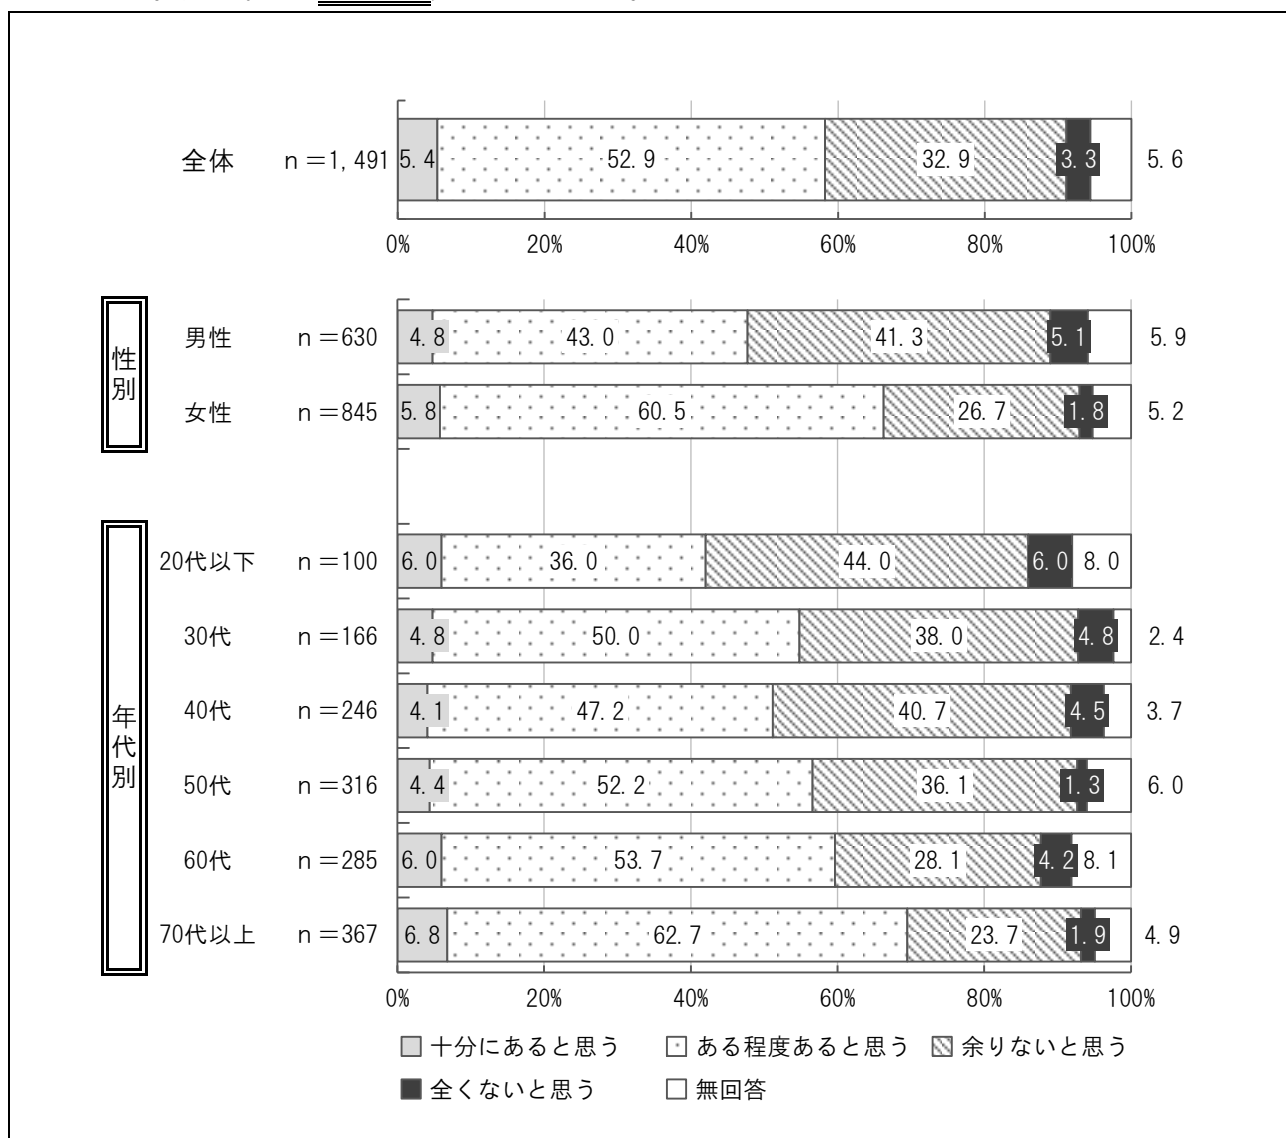 全体 n=1,491 5.4 52.9 32.9 3.3 5.6
0% 20% 40% 60% 80% 100%
性別
男性 n=630 4.8 43.0 41.3 5.1 5.9
女性 n=845 5.8 60.5 26.7 1.8 5.2
年代別
20代以下 n=100 6.0 36.0 44.0 6.0 8.0
30代 n=166 4.8 50.0 38.0 4.8 2.4
40代 n=246 4.1 47.2 40.7 4.5 3.7
50代 n=316 4.4 52.2 36.1 1.3 6.0
60代 n=285 6.0 53.7 28.1 4.2 8.1
70代以上 n=367 6.8 62.7 23.7 1.9 4.9
0% 20% 40% 60% 80% 100%
十分にあると思う ある程度あると思う 余りないと思う
全くないと思う 無回答